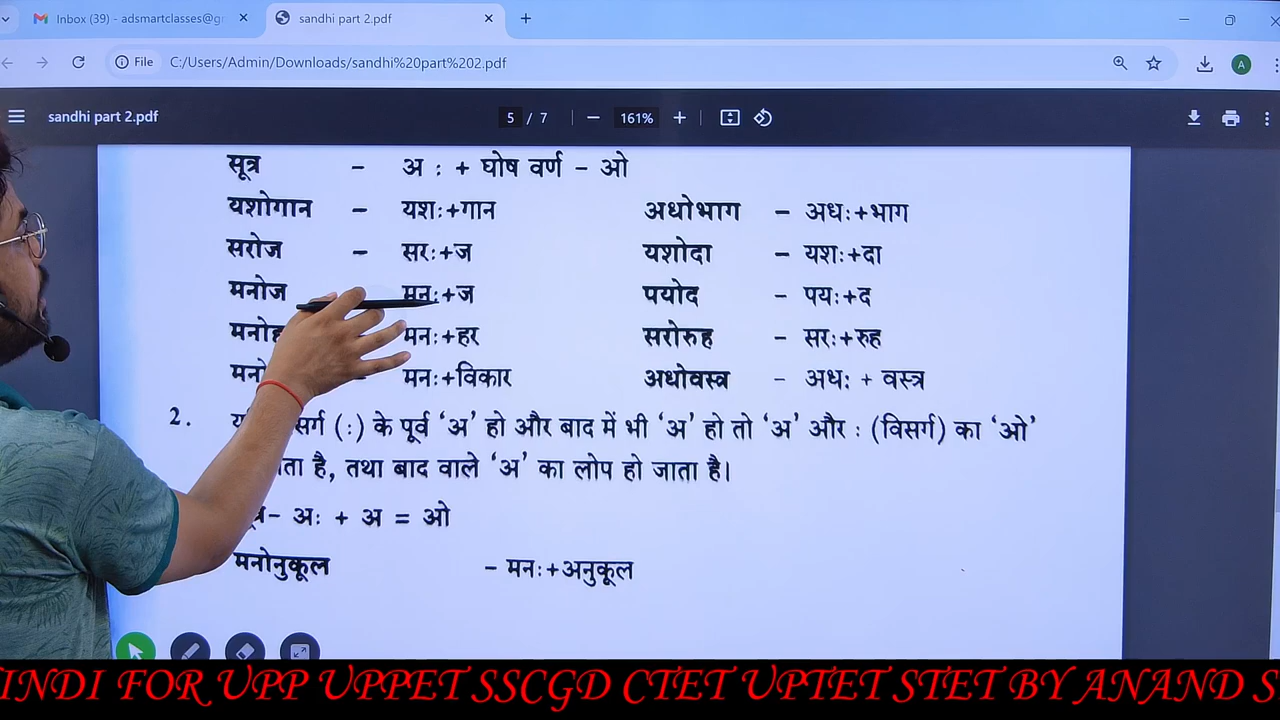 Inbox (39) - adsmartclasses@gr
sandhi part 2.pdf
File C:/Users/Admin/Downloads/sandhi%20part%202.pdf
A
sandhi part 2.pdf 5 / 7 161%
सूत्र - अ : + घोष वर्ण - ओ
यशोगान - यशः+गान अधोभाग - अधः+भाग
सरोज - सरः+ज यशोदा - यशः+दा
मनोज मनः+ज पयोद - पयः+द
मनः+हर सरोरुह - सरः+रुह
- मनः+विकार अधोवस्त्र - अधः + वस्त्र
2. (:) के पूर्व ‘अ’ हो और बाद में भी ‘अ’ हो तो ‘अ’ और : (विसर्ग) का ‘ओ’
है, तथा बाद वाले ‘अ’ का लोप हो जाता है।
- अः + अ = ओ
मनोनुकूल - मनः+अनुकूल
FOR UPP UPPET SSCGD CTET UPTET STET BY ANAND